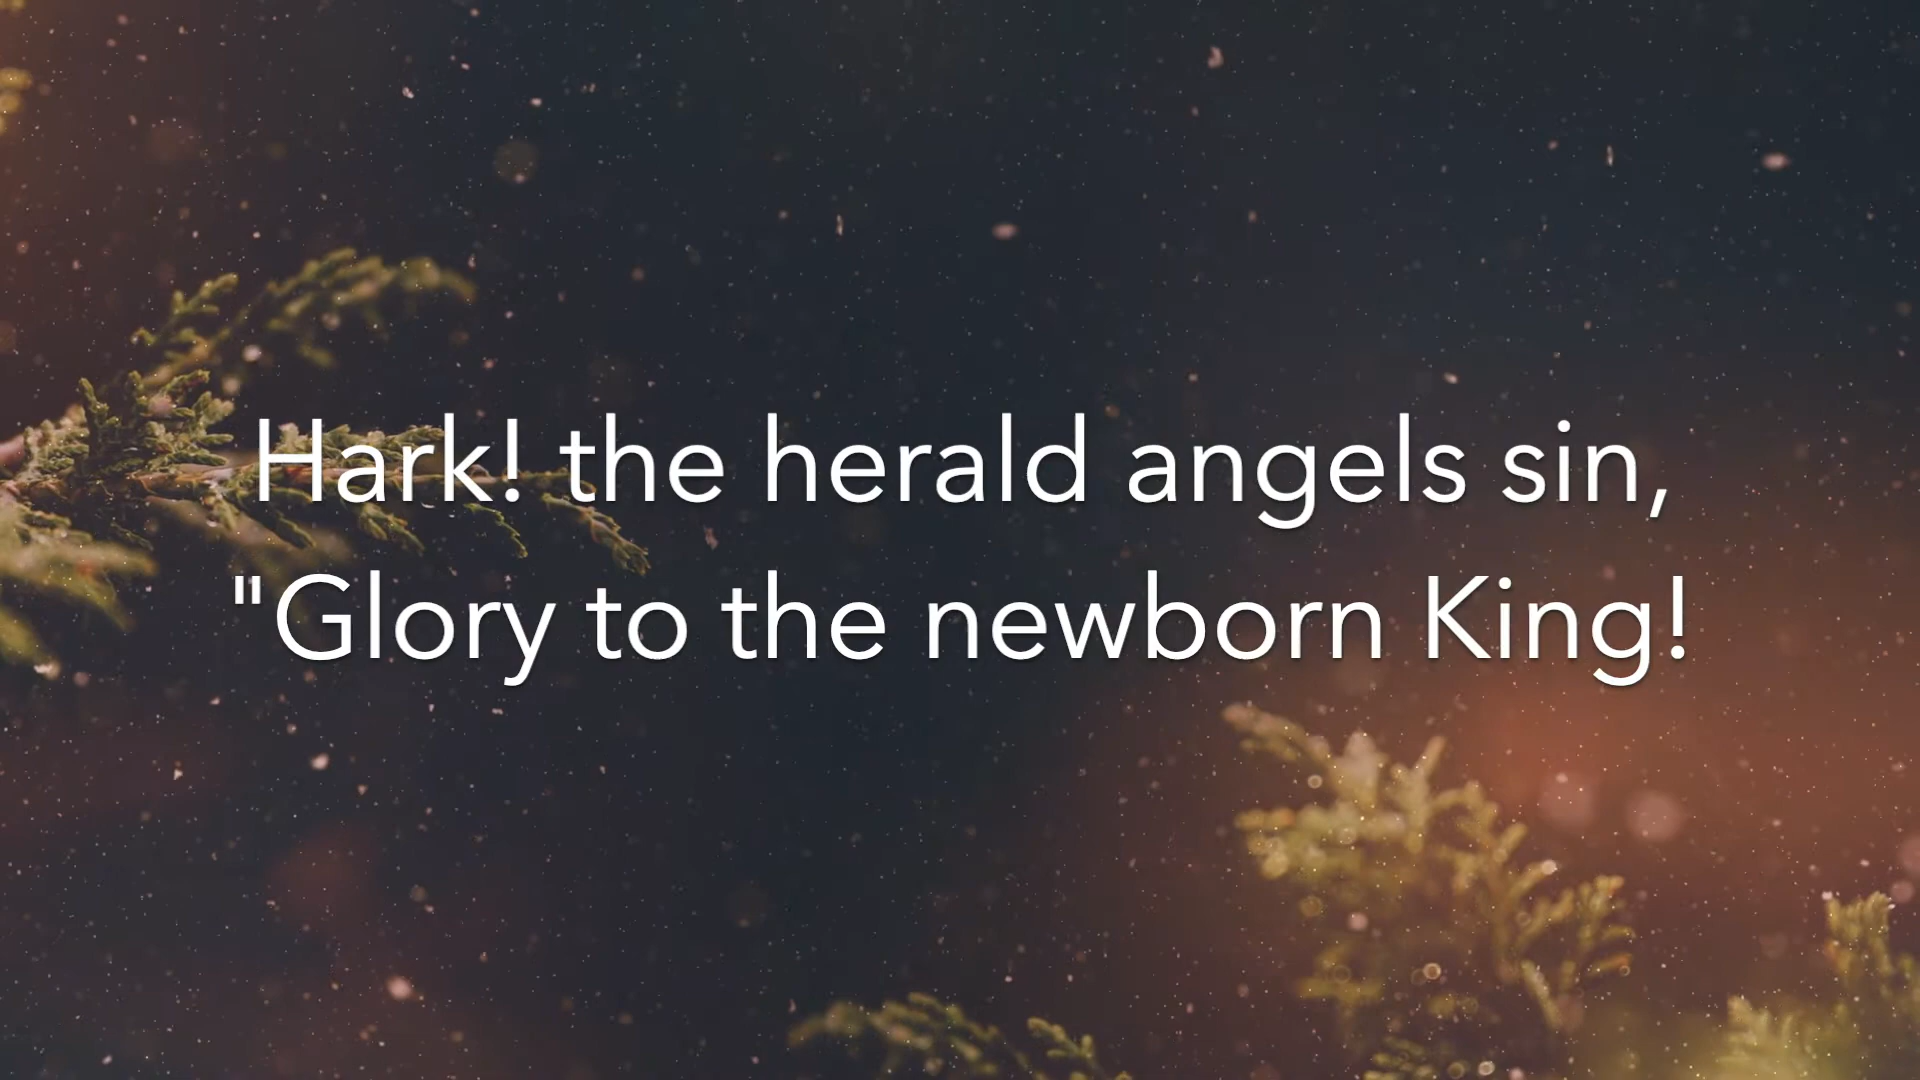 Hark! the herald angels sin,
"Glory to the newborn King!